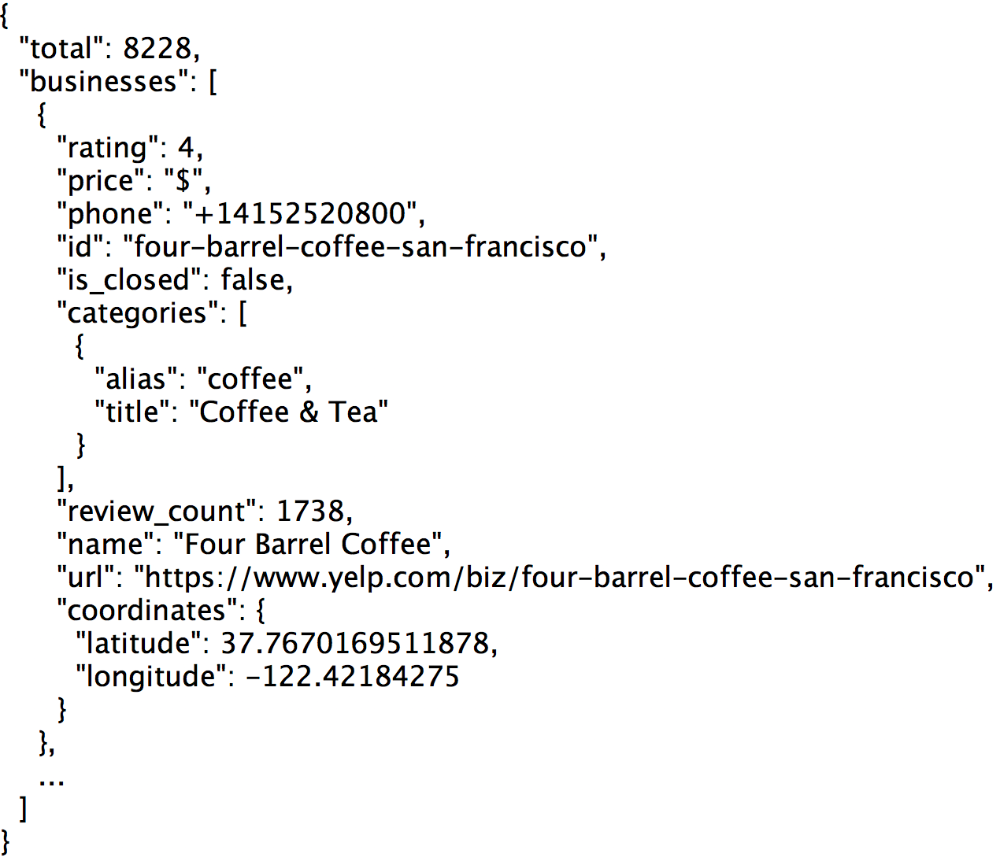 {
  "total": 8228,
  "businesses": [
    {
      "rating": 4,
      "price": "$",
      "phone": "+14152520800",
      "id": "four-barrel-coffee-san-francisco",
      "is_closed": false,
      "categories": [
        {
          "alias": "coffee",
          "title": "Coffee & Tea"
        }
      ],
      "review_count": 1738,
      "name": "Four Barrel Coffee",
      "url": "https://www.yelp.com/biz/four-barrel-coffee-san-francisco",
      "coordinates": {
        "latitude": 37.7670169511878,
        "longitude": -122.42184275
      }
    },
    ...
  ]
}